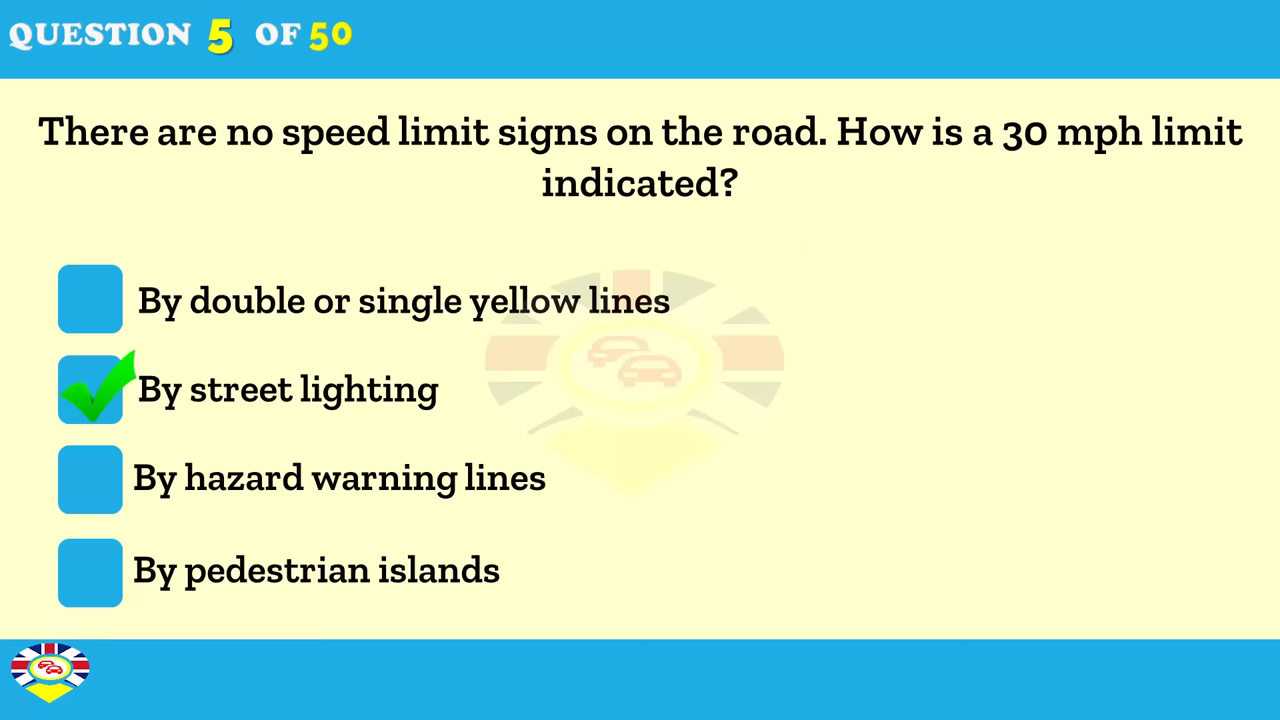 QUESTION 5 OF 50
There are no speed limit signs on the road. How is a 30 mph limit
indicated?
By double or single yellow lines
By street lighting
By hazard warning lines
By pedestrian islands